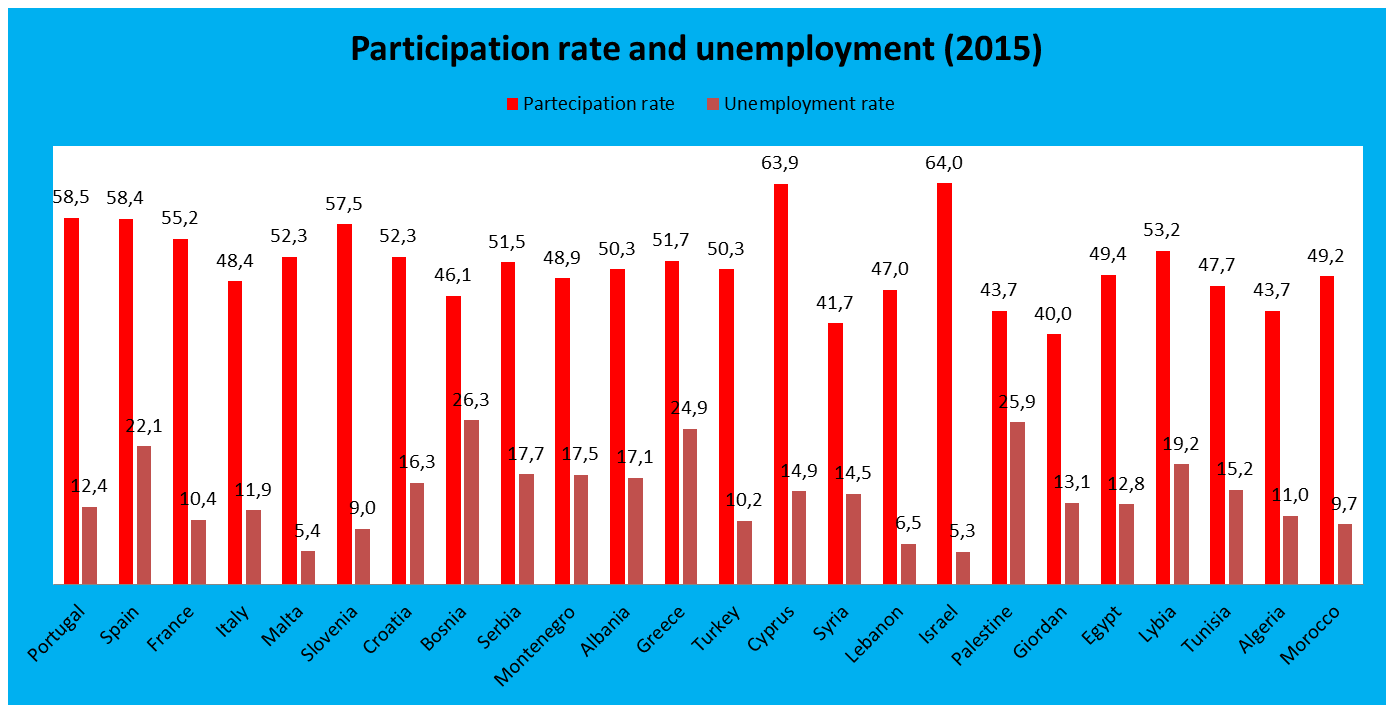 Participation rate and unemployment (2015)
Partecipation rate Unemployment rate
58,5 58,4 55,2 48,4 52,3 57,5 52,3 46,1 51,5 48,9 50,3 51,7 50,3 63,9 41,7 47,0 64,0 43,7 40,0 49,4 53,2 47,7 43,7 49,2
12,4 22,1 10,4 11,9 5,4 9,0 16,3 26,3 17,7 17,5 17,1 24,9 10,2 14,9 14,5 6,5 5,3 25,9 13,1 12,8 19,2 15,2 11,0 9,7
Portugal Spain France Italy Malta Slovenia Croatia Bosnia Serbia Montenegro Albania Greece Turkey Cyprus Syria Lebanon Israel Palestine Giordan Egypt Lybia Tunisia Algeria Morocco